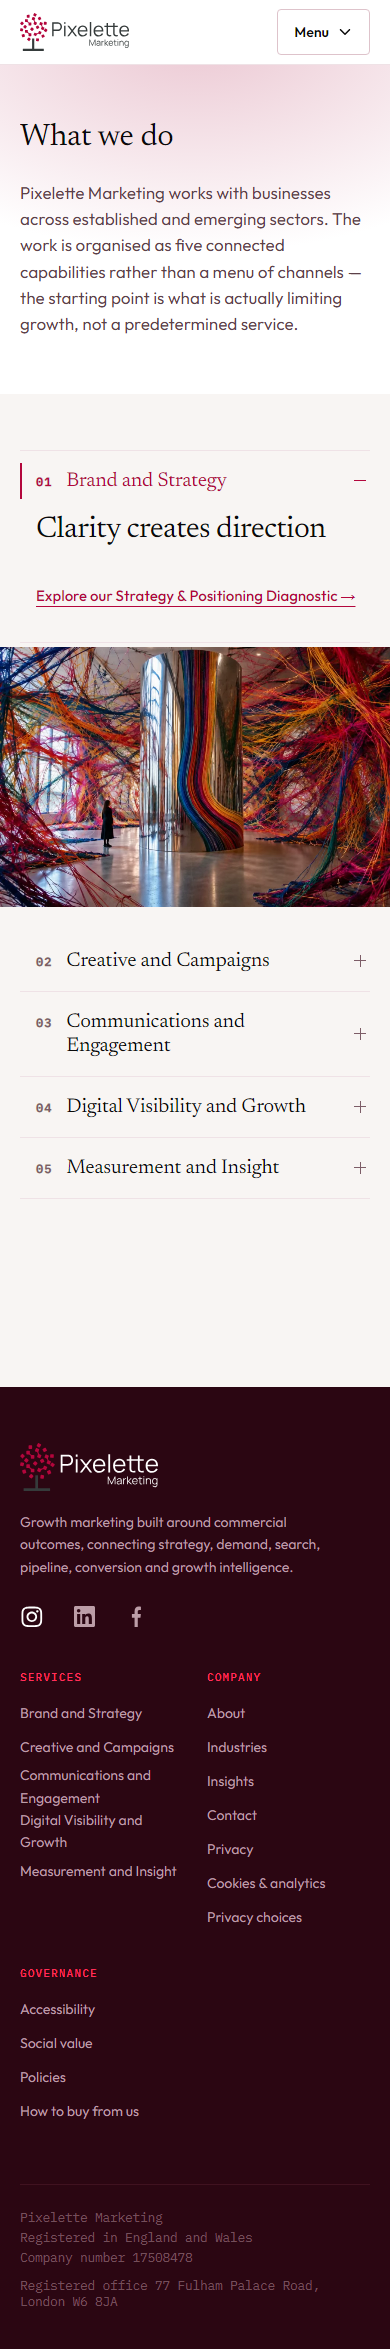 Pixelette
Marketing
Menu
What we do
Pixelette Marketing works with businesses
across established and emerging sectors. The
work is organised as five connected
capabilities rather than a menu of channels —
the starting point is what is actually limiting
growth, not a predetermined service.
01 Brand and Strategy
Clarity creates direction
Explore our Strategy & Positioning Diagnostic →
02 Creative and Campaigns
03 Communications and
Engagement
04 Digital Visibility and Growth
05 Measurement and Insight
Pixelette
Marketing
Growth marketing built around commercial
outcomes, connecting strategy, demand, search,
pipeline, conversion and growth intelligence.
SERVICES
Brand and Strategy
Creative and Campaigns
Communications and
Engagement
Digital Visibility and
Growth
Measurement and Insight
COMPANY
About
Industries
Insights
Contact
Privacy
Cookies & analytics
Privacy choices
GOVERNANCE
Accessibility
Social value
Policies
How to buy from us
Pixelette Marketing
Registered in England and Wales
Company number 17508478
Registered office 77 Fulham Palace Road,
London W6 8JA